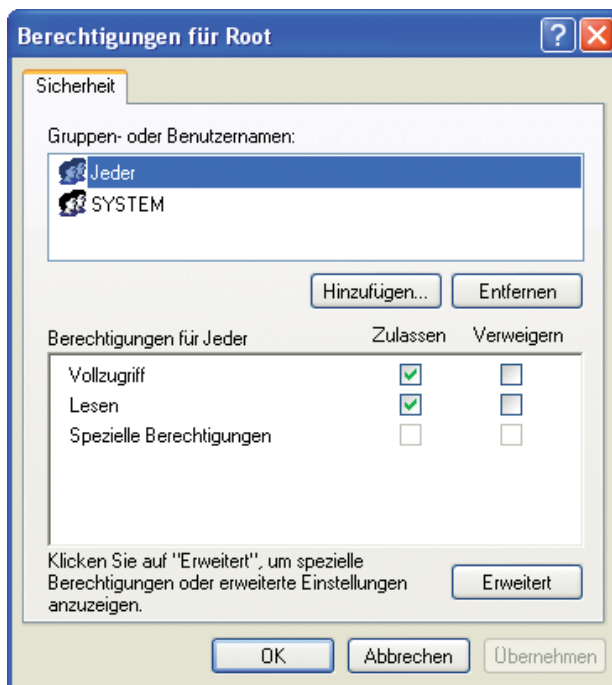 Berechtigungen für Root
Sicherheit
Gruppen- oder Benutzernamen:
Jeder
SYSTEM
Hinzufügen...
Entfernen
Berechtigungen für Jeder Zulassen Verweigern
Vollzugriff
Lesen
Spezielle Berechtigungen
Klicken Sie auf "Erweitert", um spezielle
Berechtigungen oder erweiterte Einstellungen
anzuzeigen.
Erweitert
OK
Abbrechen
Übernehmen